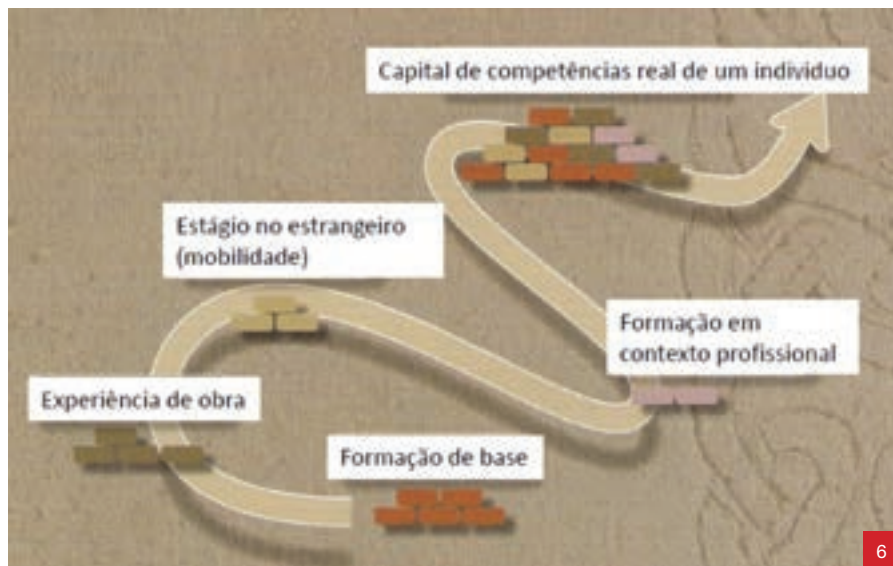 Capital de competências real de um individuo
Estágio no estrangeiro
(mobilidade)
Formação em
contexto profissional
Experiência de obra
Formação de base
6